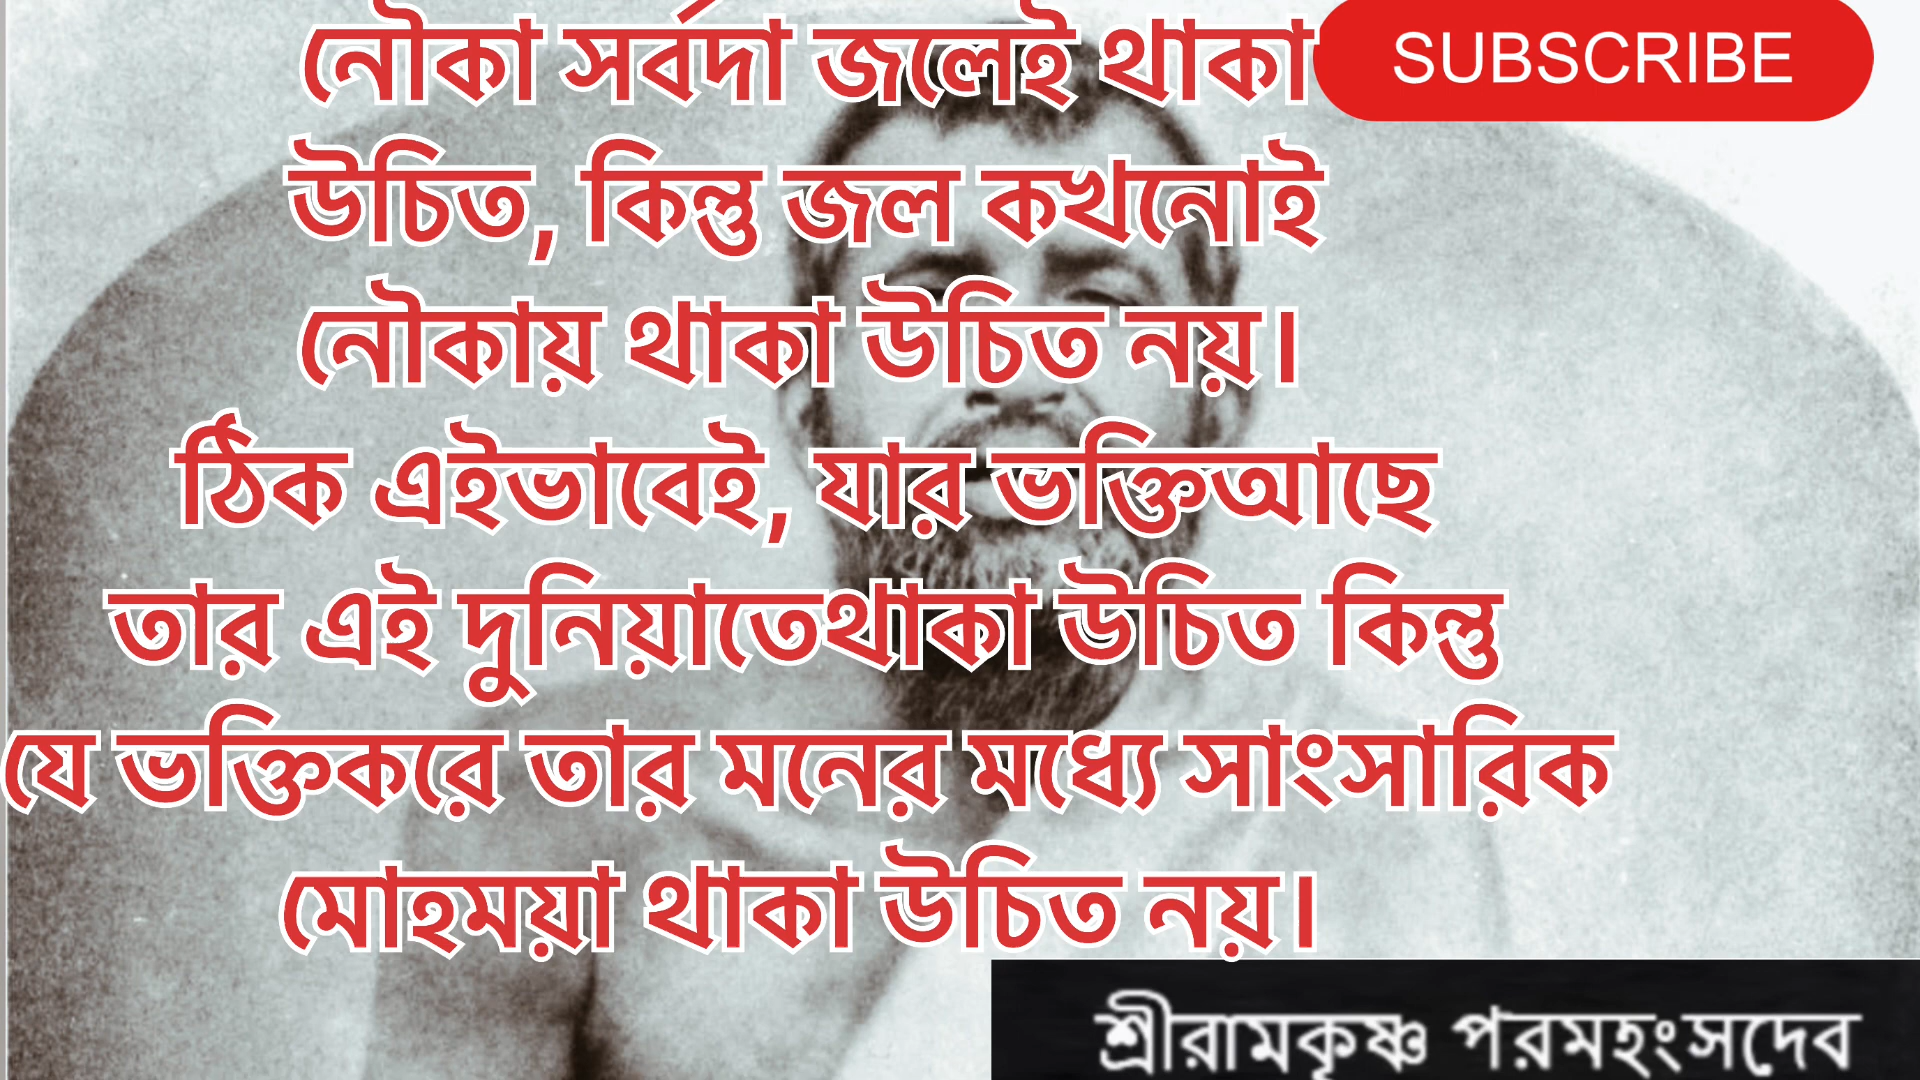 নৌকা সর্বদা জলেই থাকা
SUBSCRIBE
উচিত, কিন্তু জল কখনোই
নৌকায় থাকা উচিত নয়।
ঠিক এইভাবেই, যার ভক্তিআছে
তার এই দুনিয়াতেথাকা উচিত কিন্তু
যে ভক্তিকরে তার মনের মধ্যে সাংসারিক
মোহময়া থাকা উচিত নয়।
শ্রীরামকৃষ্ণ পরমহংসদেব